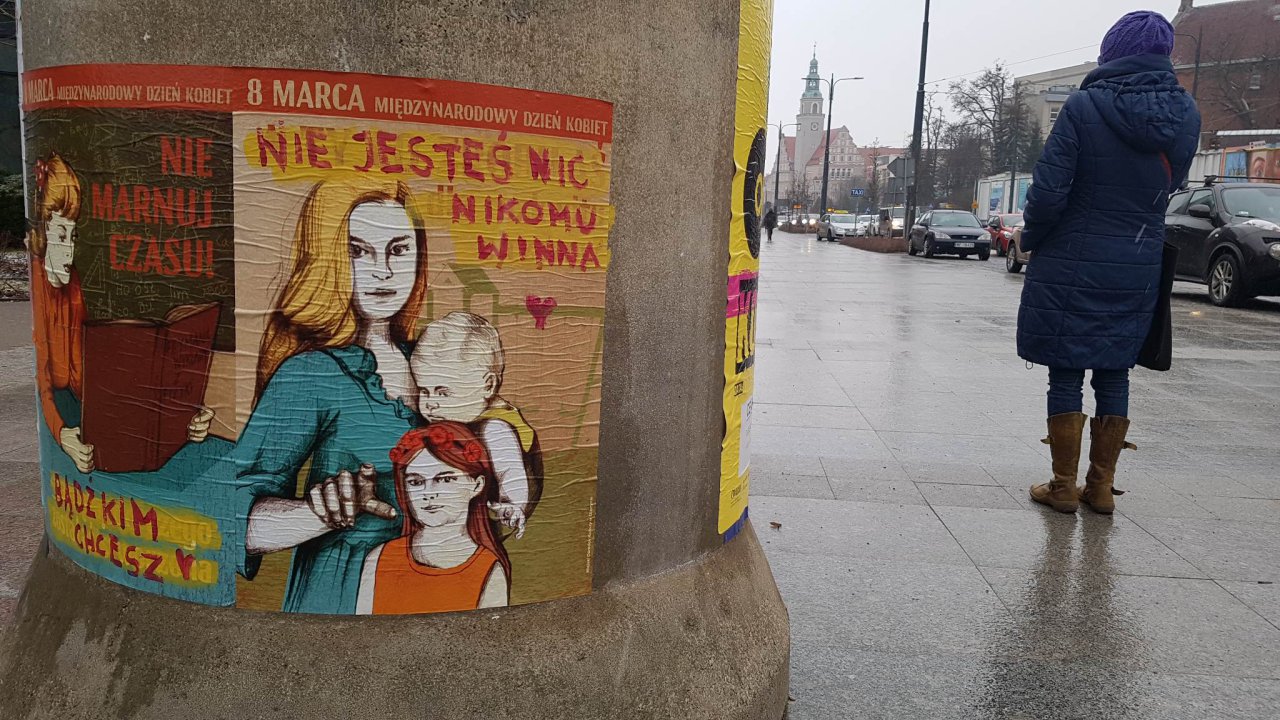 MARCA MIĘDZYNARODOWY DZIEŃ KOBIET
8 MARCA MIĘDZYNARODOWY DZIEŃ KOBIET
NIE
MARNUJ
CZASU!
NIE JESTEŚ NIC
NIKOMU
WINNA
BĄDŹ KIM
CHCESZ
TAXI